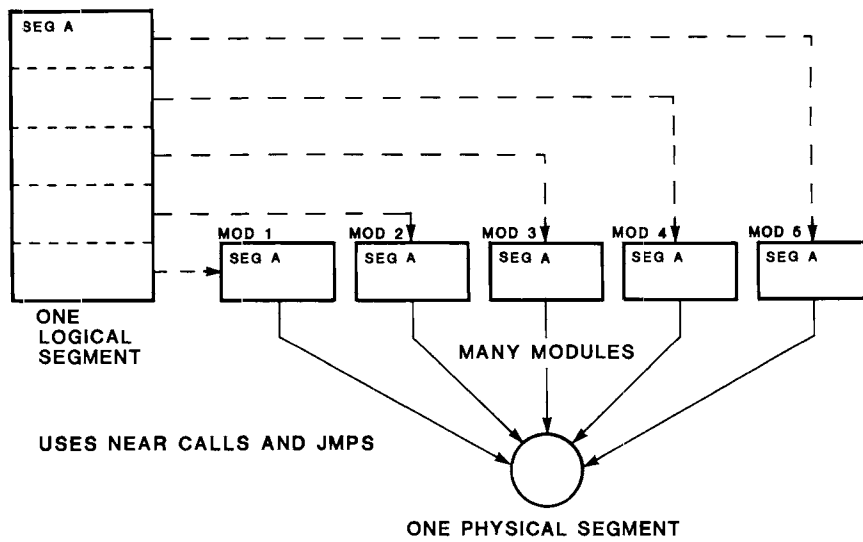 SEG A
MOD 1
MOD 2
MOD 3
MOD 4
MOD 5
SEG A
SEG A
SEG A
SEG A
SEG A
ONE
LOGICAL
SEGMENT
MANY MODULES
USES NEAR CALLS AND JMPS
ONE PHYSICAL SEGMENT